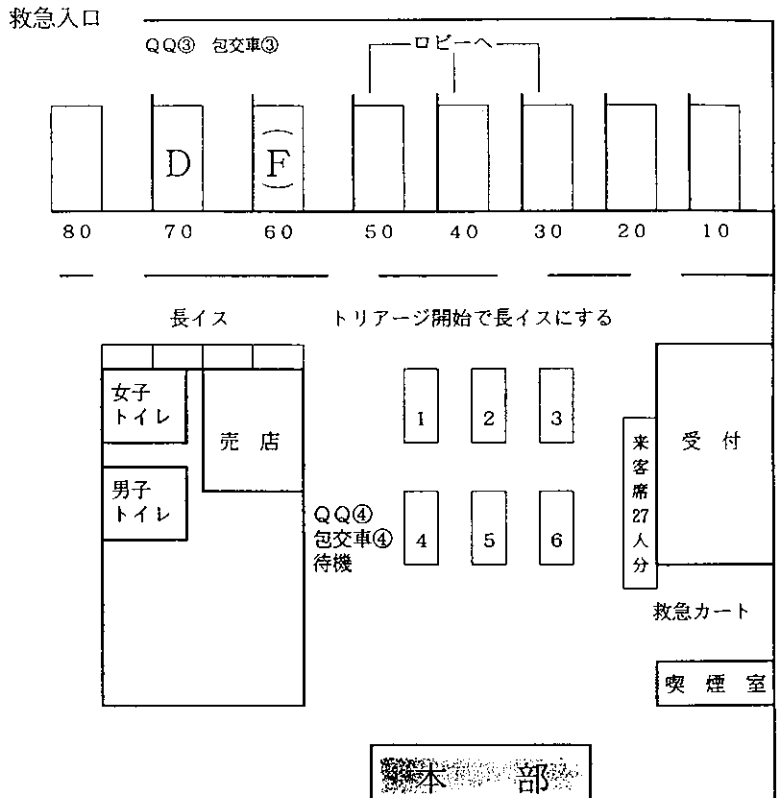 救急入口
QQ③ 包交車③
ロビーへ
D
(F)
80 70 60 50 40 30 20 10
長イス
トリアージ開始で長イスにする
女子
トイレ
売店
男子
トイレ
1 2 3
QQ④
包交車④
待機
4 5 6
来客席27人分
受付
救急カート
喫煙室
本部